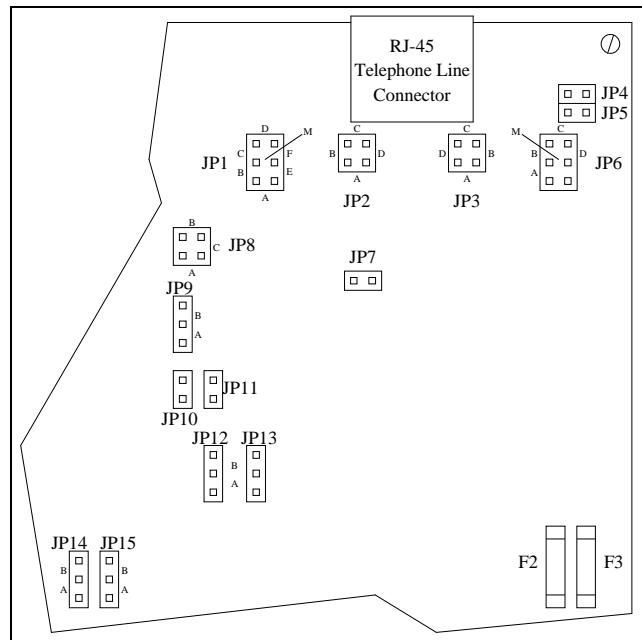 RJ-45
Telephone Line
Connector
JP4
JP5
D
M
C
C
M
C
C
F
B
D
D
B
B
D
JP1
JP6
B
E
A
A
A
A
JP2
JP3
B
JP8
C
A
JP7
JP9
B
A
JP11
JP10
JP12
JP13
B
A
JP14
JP15
B
B
A
A
F2
F3